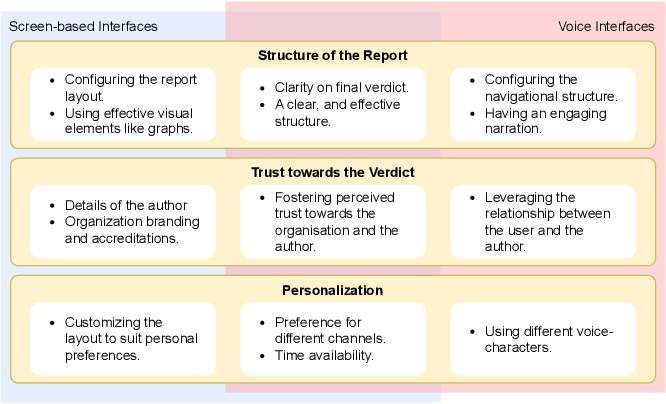 Screen-based Interfaces
Voice Interfaces
Structure of the Report
• Configuring the report
layout.
• Using effective visual
elements like graphs.
• Clarity on final verdict.
• A clear, and effective
structure.
• Configuring the
navigational structure.
• Having an engaging
narration.
Trust towards the Verdict
• Details of the author
• Organization branding
and accreditations.
• Fostering perceived
trust towards the
organisation and the
author.
• Leveraging the
relationship between
the user and the
author.
Personalization
• Customizing the
layout to suit personal
preferences.
• Preference for
different channels.
• Time availability.
• Using different voice-
characters.